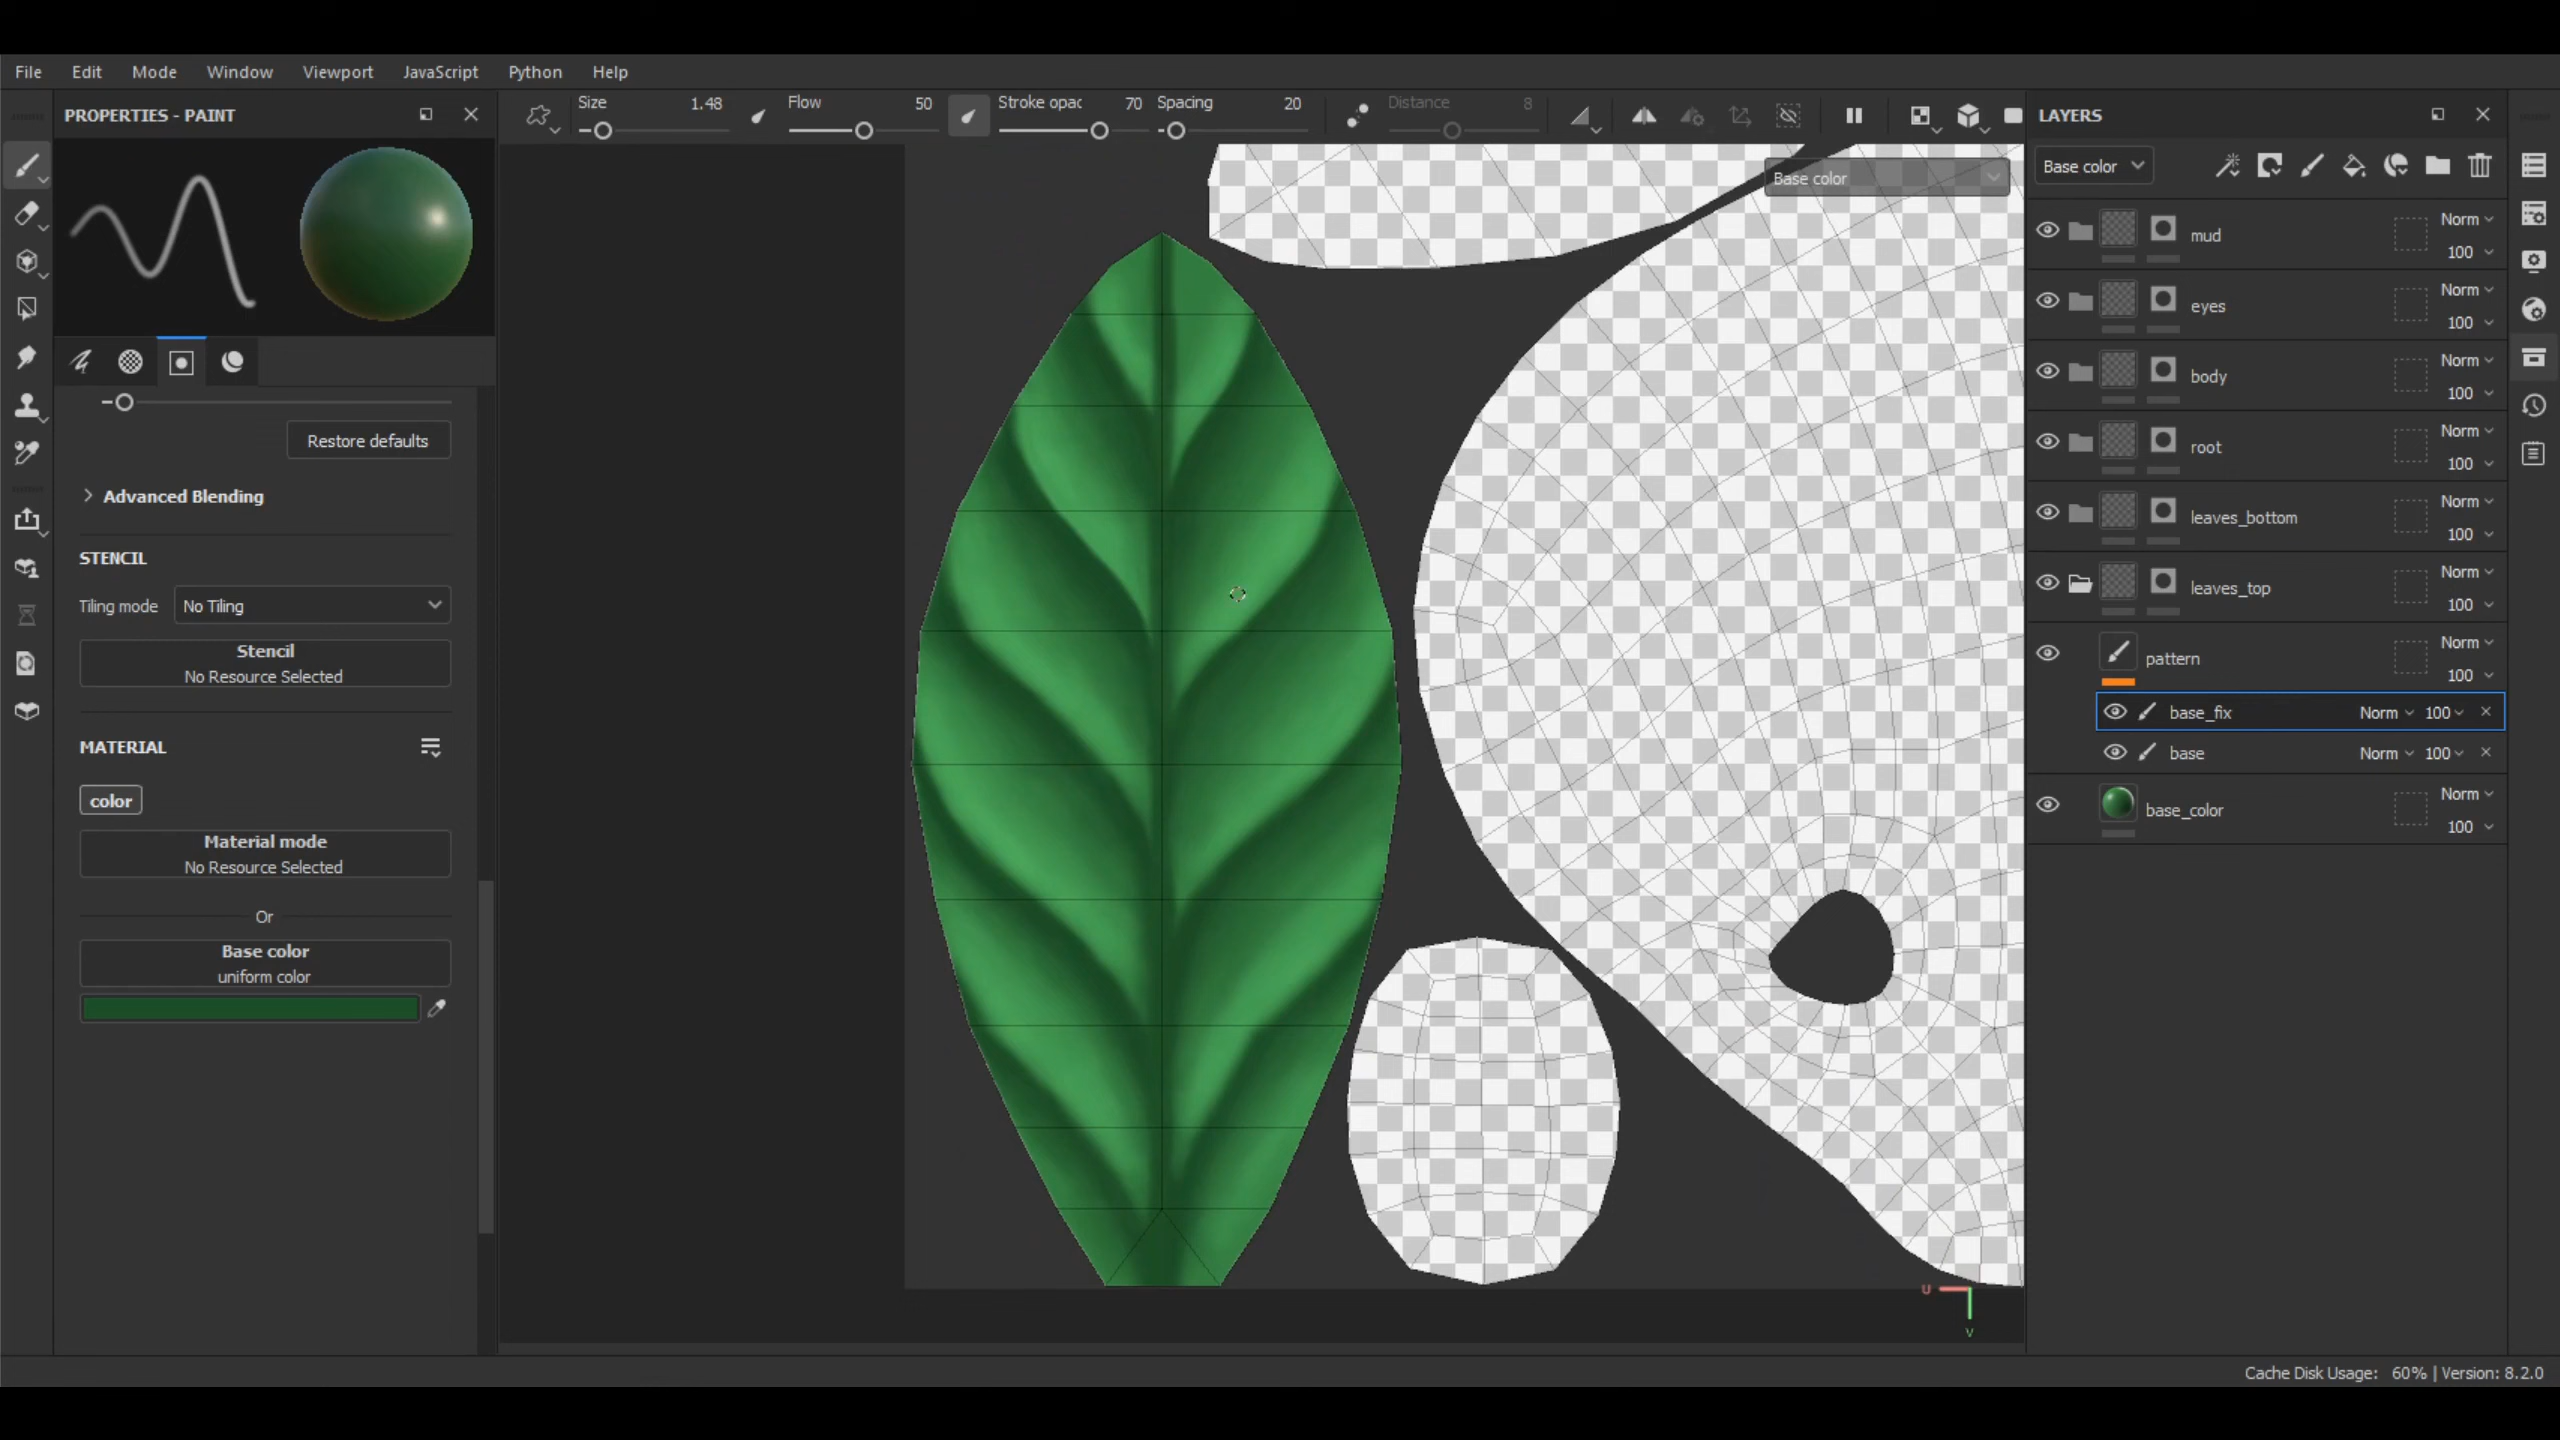 File Edit Mode Window Viewport JavaScript Python Help
PROPERTIES - PAINT
Size 1.48 Flow 50 Stroke opac 70 Spacing 20 Distance 8
LAYERS
Base color
Base color
Restore defaults
Advanced Blending
STENCIL
Tiling mode No Tiling
Stencil
No Resource Selected
MATERIAL
color
Material mode
No Resource Selected
Or
Base color
uniform color
mud Norm
100
eyes Norm
100
body Norm
100
root Norm
100
leaves_bottom Norm
100
leaves_top Norm
100
pattern Norm
100
base_fix Norm 100
base Norm 100
base_color Norm
100
U
V
Cache Disk Usage: 60% | Version: 8.2.0